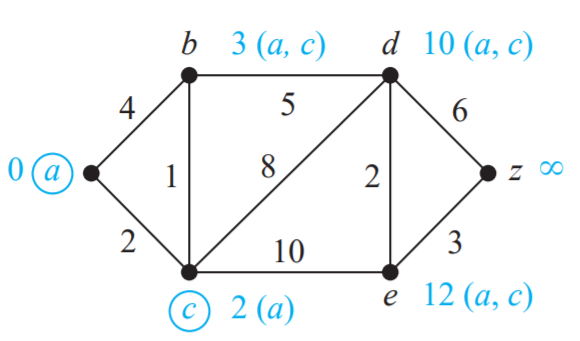 b 3 (a, c) d 10 (a, c)
4 5 6
0 a 1 8 2 z ∞
2 10 3
c 2 (a) e 12 (a, c)